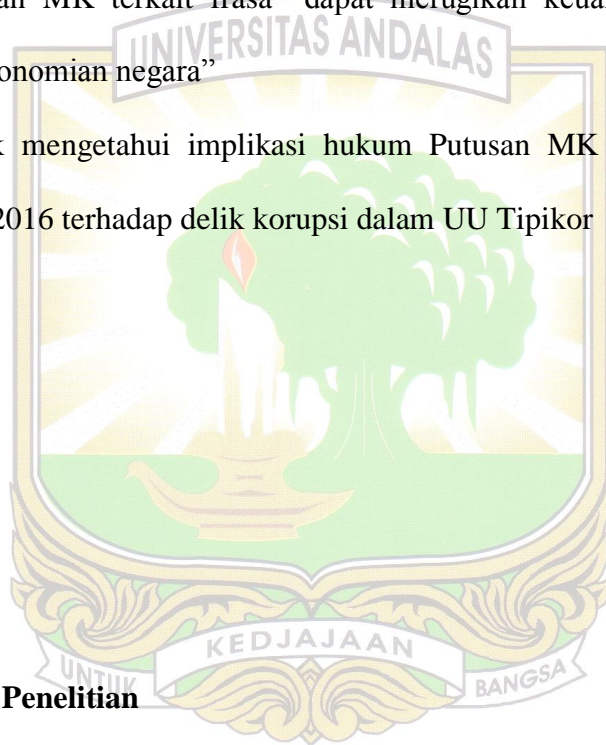 an MK terkait frasa “dapat merugikan keua
UNIVERSITAS ANDALAS
onomian negara”
k mengetahui implikasi hukum Putusan MK
2016 terhadap delik korupsi dalam UU Tipikor
KEDJAJAAN
UNTUK
BANGSA
Penelitian